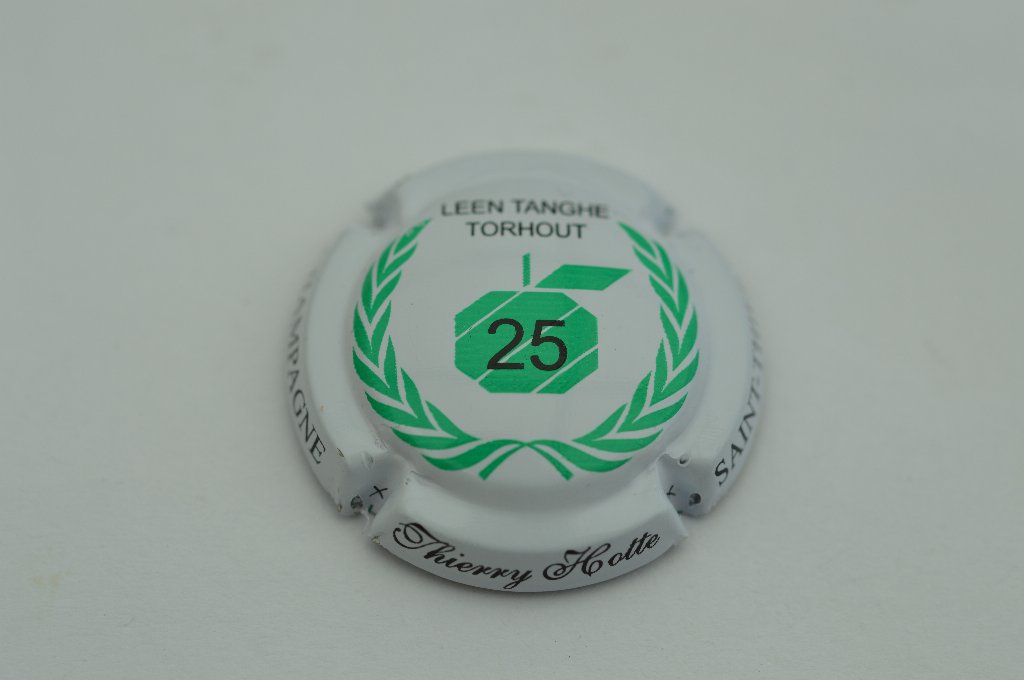 LEEN TANGHE
TORHOUT
25
Thierry Hotte